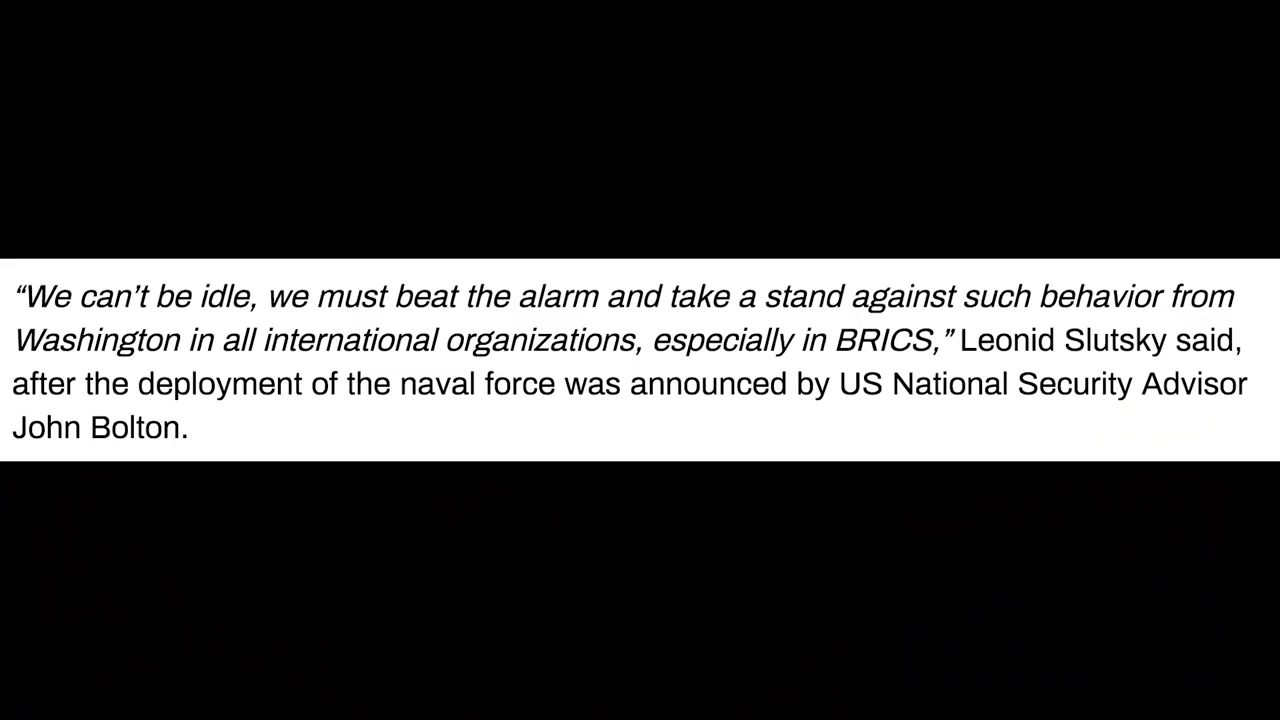 “We can’t be idle, we must beat the alarm and take a stand against such behavior from
Washington in all international organizations, especially in BRICS,” Leonid Slutsky said,
after the deployment of the naval force was announced by US National Security Advisor
John Bolton.